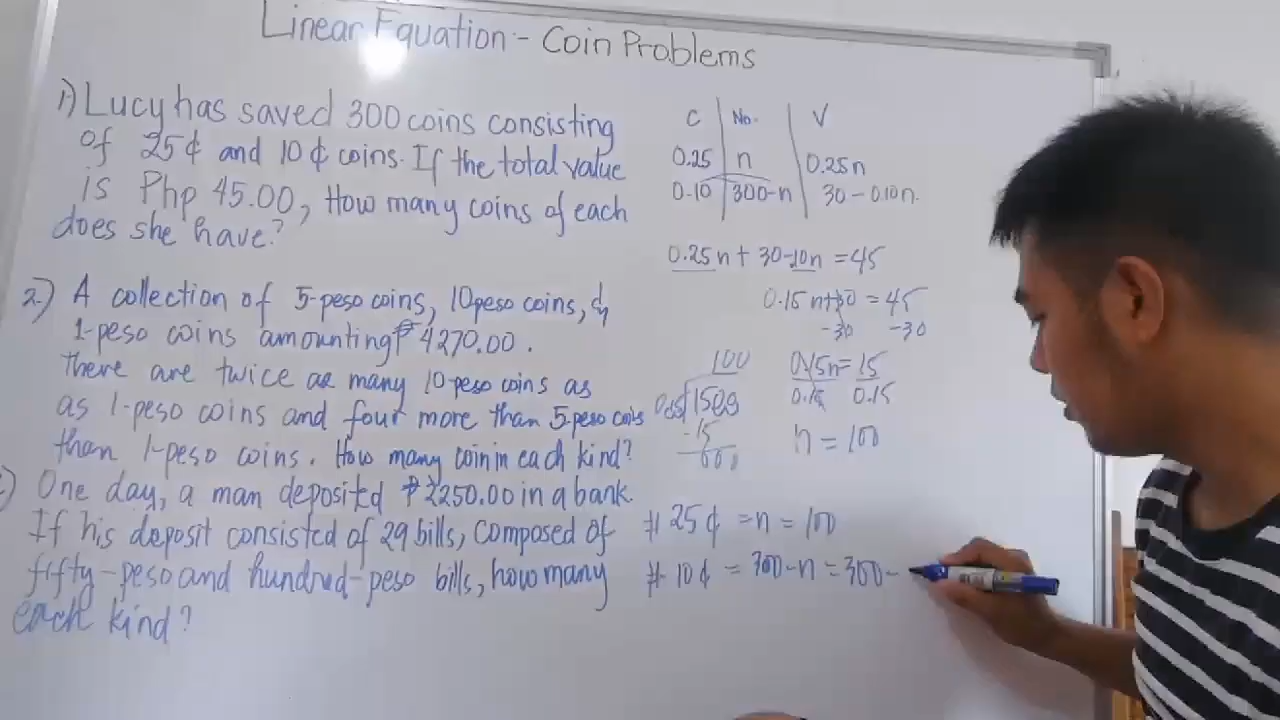 Linear Equation - Coin Problems
1.) Lucy has saved 300 coins consisting
of 25¢ and 10¢ coins. If the total value
is Php 45.00, How many coins of each
does she have?
2.) A collection of 5-peso coins, 10peso coins, &
1-peso coins amounting ₱4270.00.
there are twice as many 10-peso coins as
as 1-peso coins and four more than 5-peso coins
than 1-peso coins. How many coin in each kind?
One day, a man deposited ₱2250.00 in a bank.
If his deposit consisted of 29 bills, composed of
fifty-peso and hundred-peso bills, how many
each kind?
C No. V
0.25 n 0.25n
0.10 300-n 30-0.10n
0.25n + 30-10n = 45
0.15n+30 = 45
-30 -30
0.15n = 15
0.15 0.15
n = 100
100
-15
000
# 25¢ = n = 100
# 10¢ = 300-n = 300-